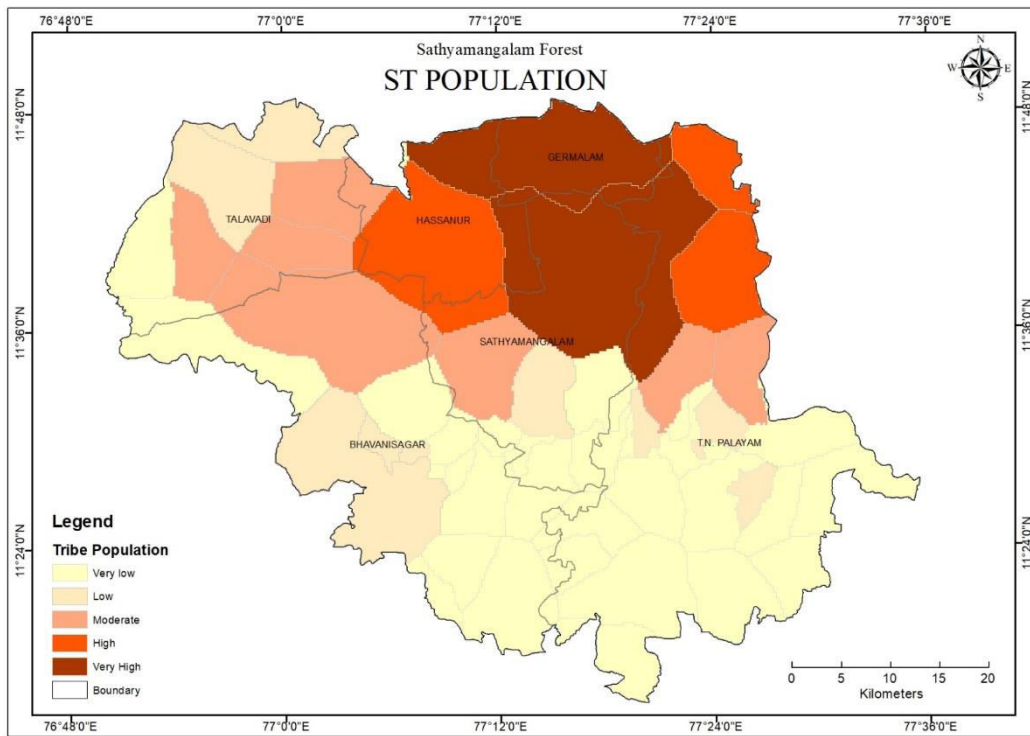 76°48'0"E 77°0'0"E 77°12'0"E 77°24'0"E 77°36'0"E
Sathyamangalam Forest
ST POPULATION
N
W E
S
11°48'0"N 11°48'0"N
GERMALAM
TALAVADI HASSANUR
11°36'0"N 11°36'0"N
SATHYAMANGALAM
BHAVANISAGAR T.N. PALAYAM
11°24'0"N 11°24'0"N
Legend
Tribe Population
Very low
Low
Moderate
High
Very High
Boundary
0 5 10 15 20
Kilometers
76°48'0"E 77°0'0"E 77°12'0"E 77°24'0"E 77°36'0"E